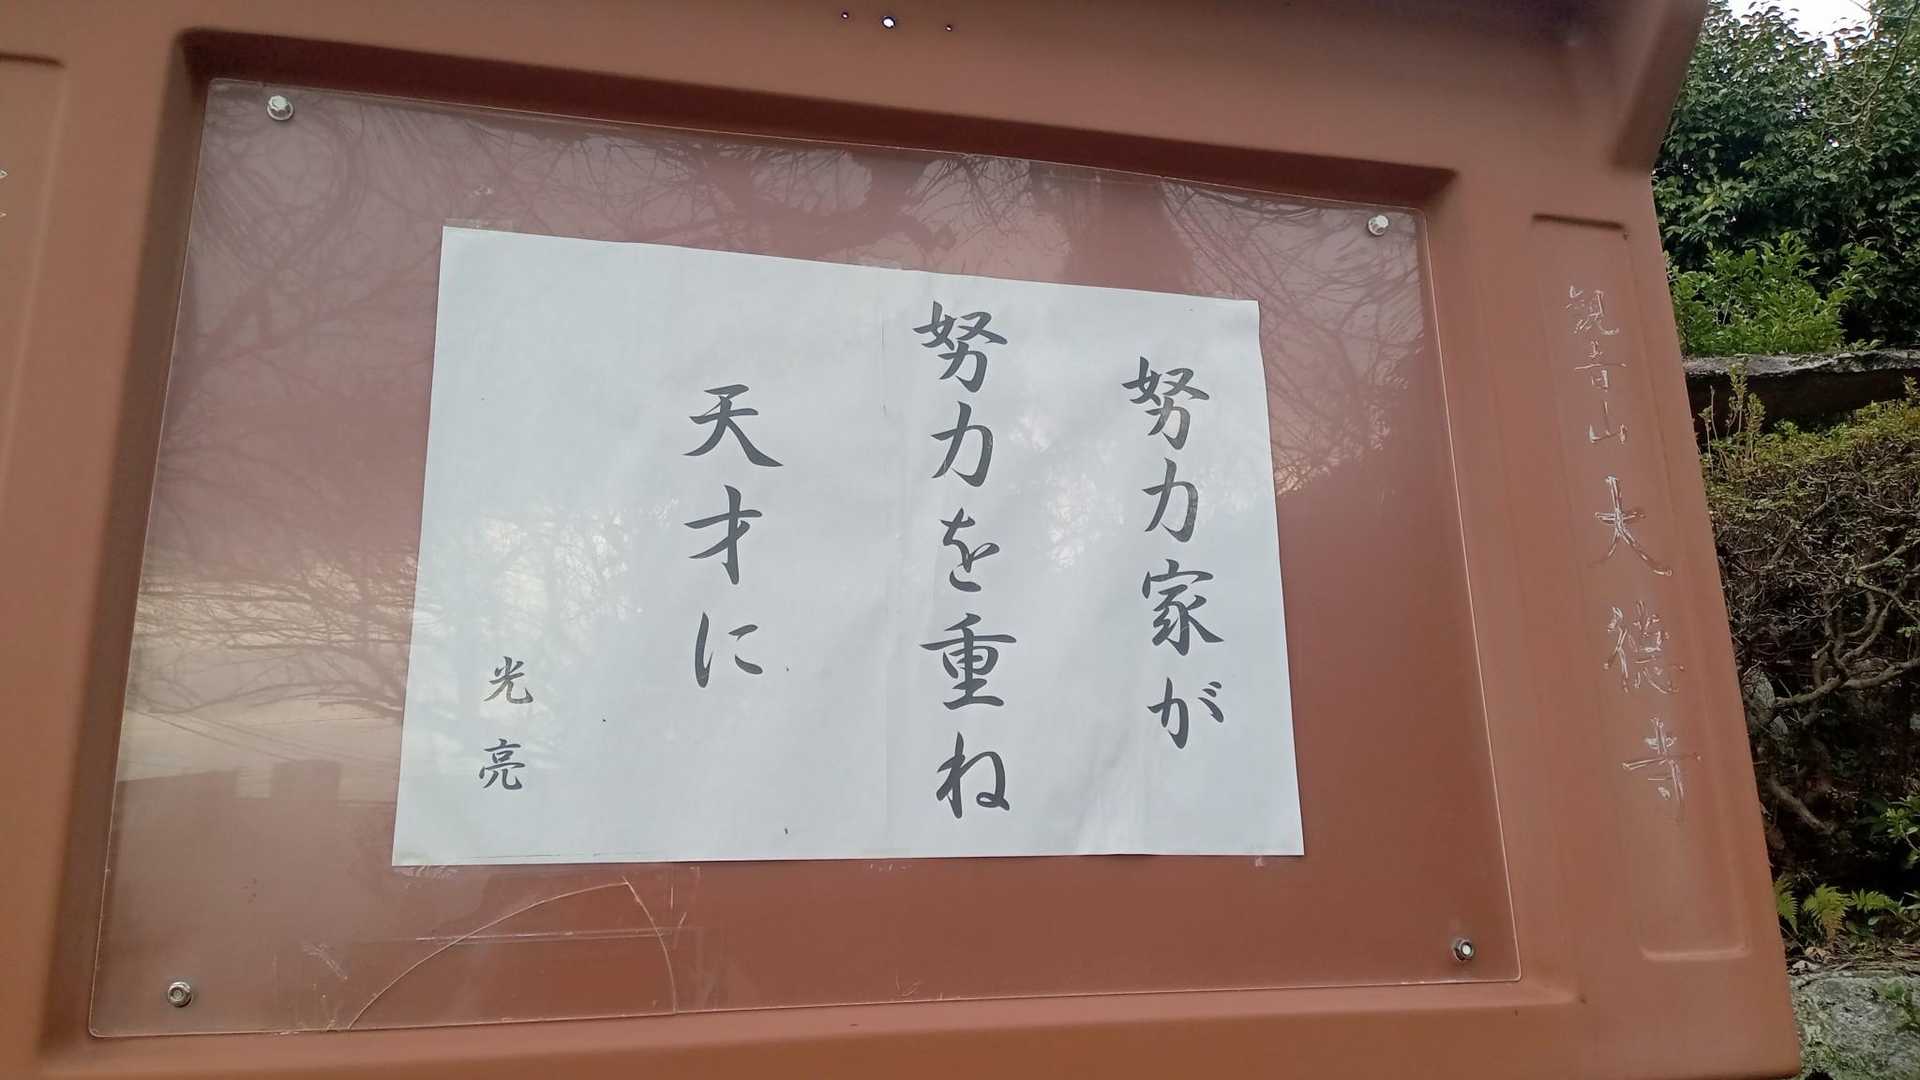 努力家が
努力を重ね
天才に
光亮
観音山大徳寺